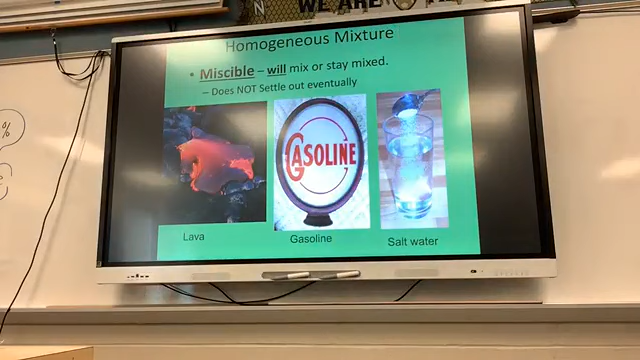 N
WE ARE
%
Homogeneous Mixture
• Miscible – will mix or stay mixed.
– Does NOT Settle out eventually
GASOLINE
Lava
Gasoline
Salt water